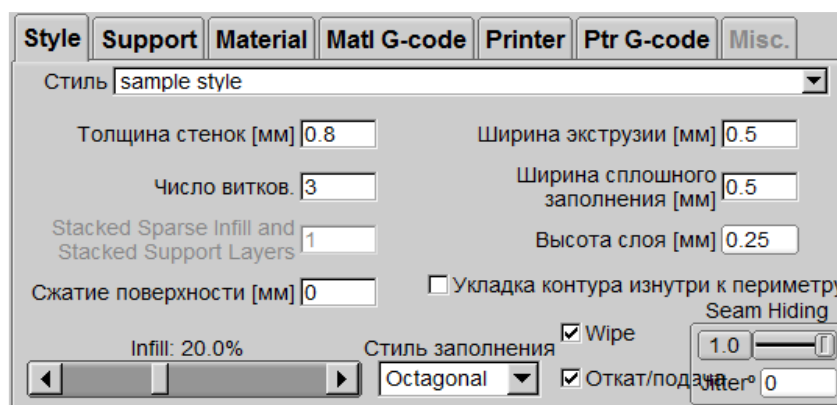 Style Support Material Matl G-code Printer Ptr G-code Misc.
Стиль sample style
Толщина стенок [мм] 0.8 Ширина экструзии [мм] 0.5
Число витков. 3 Ширина сплошного
заполнения [мм] 0.5
Stacked Sparse Infill and
Stacked Support Layers 1 Высота слоя [мм] 0.25
Сжатие поверхности [мм] 0 Укладка контура изнутри к периметру
Seam Hiding
Infill: 20.0% Стиль заполнения Wipe 1.0
Octagonal Откат/подача Jitterº 0